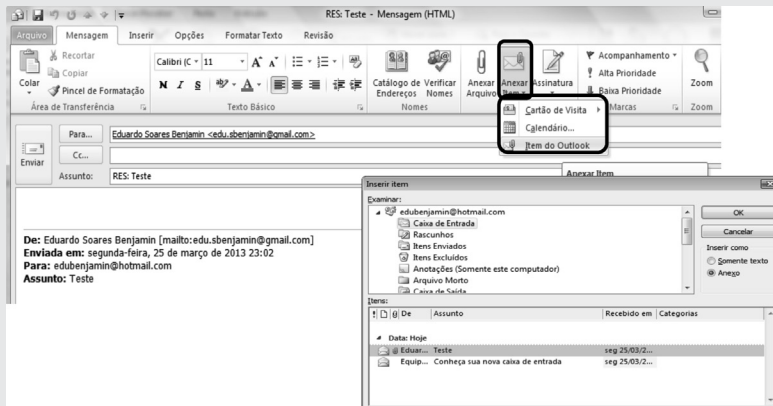 RES: Teste - Mensagem (HTML)
Arquivo Mensagem Inserir Opções Formatar Texto Revisão
Recortar
Copiar
Pincel de Formatação
Colar
Área de Transferência
Calibri (C 11
N I S
Texto Básico
Catálogo de Endereços
Verificar Nomes
Nomes
Anexar Arquivo
Anexar Item
Assinatura
Acompanhamento
Alta Prioridade
Baixa Prioridade
Marcas
Zoom
Zoom
Cartão de Visita
Calendário...
Item do Outlook
Anexar Item
Enviar
Para... Eduardo Soares Benjamin <edu.sbenjamin@gmail.com>
Cc...
Assunto: RES: Teste
De: Eduardo Soares Benjamin [mailto:edu.sbenjamin@gmail.com]
Enviada em: segunda-feira, 25 de março de 2013 23:02
Para: edubenjamin@hotmail.com
Assunto: Teste
Inserir item
Examinar:
edubenjamin@hotmail.com
Caixa de Entrada
Rascunhos
Itens Enviados
Itens Excluídos
Anotações (Somente este computador)
Arquivo Morto
Caixa de Saída
OK
Cancelar
Inserir como
Somente texto
Anexo
Itens:
De Assunto Recebido em Categorias
Data: Hoje
Eduar... Teste seg 25/03/2...
Equip... Conheça sua nova caixa de entrada seg 25/03/2...